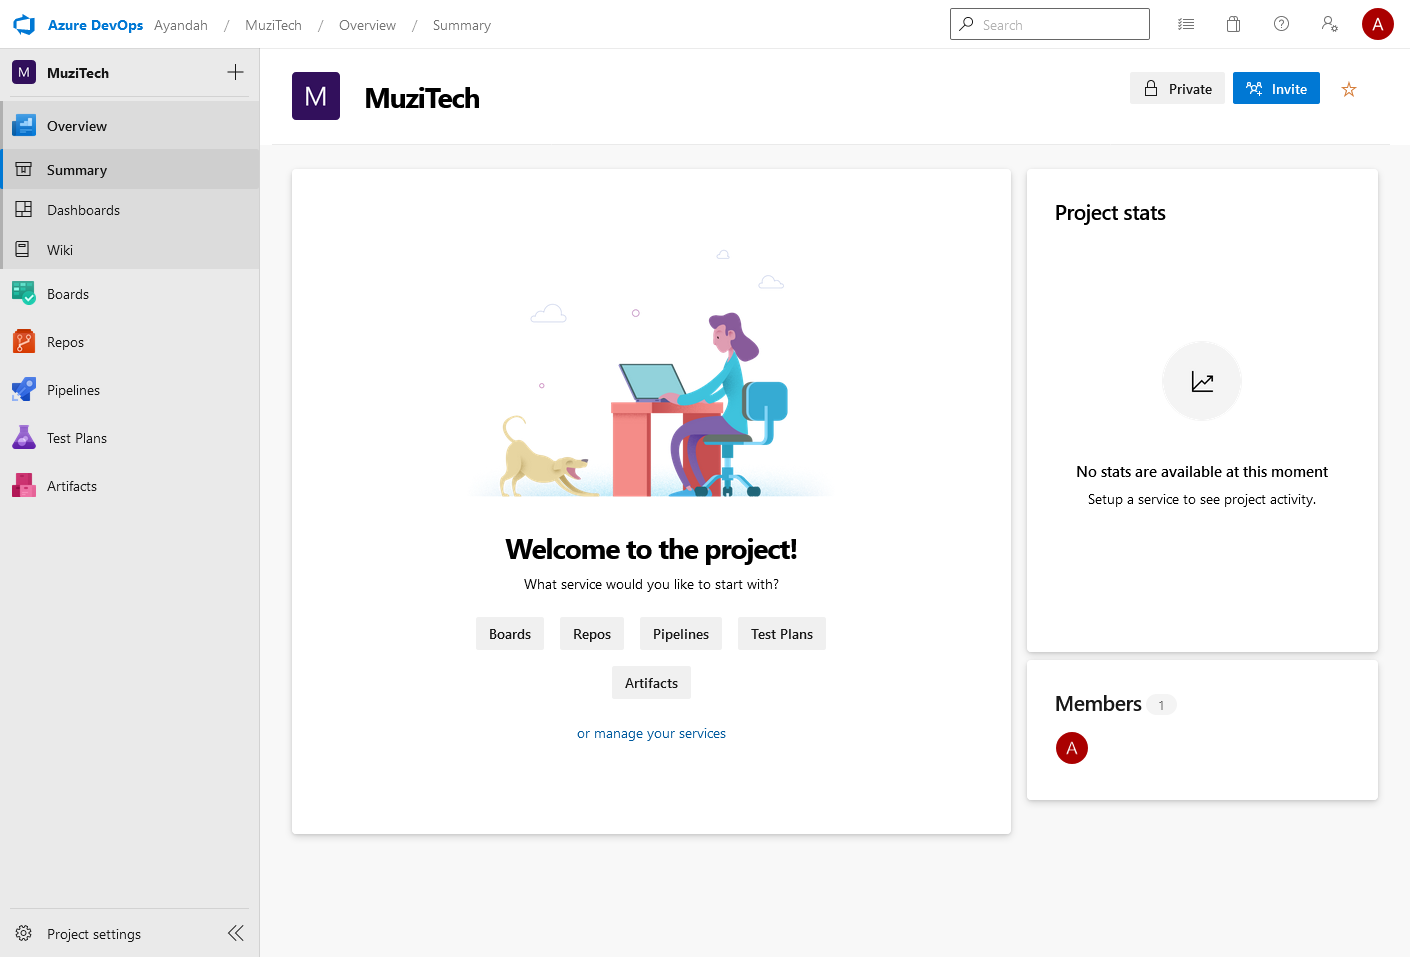 Azure DevOps Ayandah / MuziTech / Overview / Summary
Search
A
M MuziTech
Overview
Summary
Dashboards
Wiki
Boards
Repos
Pipelines
Test Plans
Artifacts
Project settings
M MuziTech
Private
Invite
Welcome to the project!
What service would you like to start with?
Boards Repos Pipelines Test Plans
Artifacts
or manage your services
Project stats
No stats are available at this moment
Setup a service to see project activity.
Members 1
A